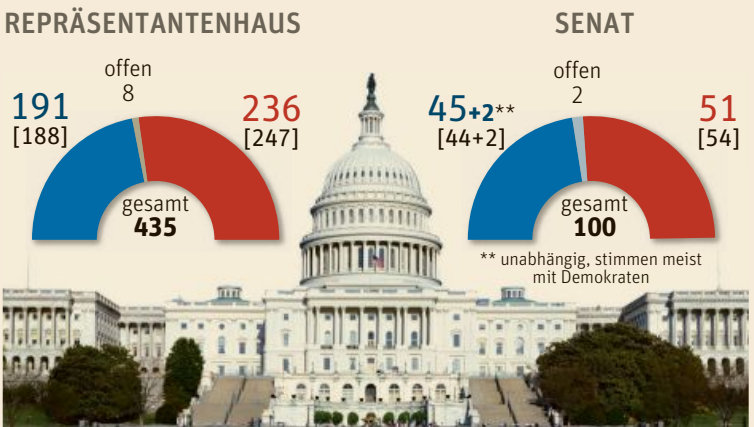 REPRÄSENTANTENHAUS
offen
8
191
[188]
236
[247]
gesamt
435
SENAT
offen
2
45+2**
[44+2]
51
[54]
gesamt
100
** unabhängig, stimmen meist
mit Demokraten